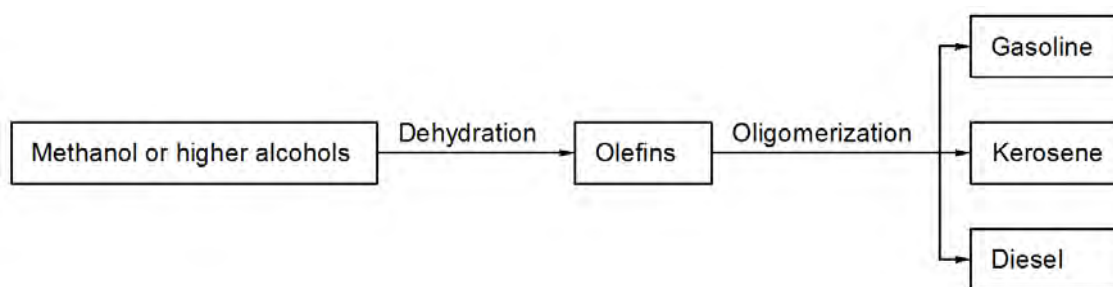 Gasoline
Methanol or higher alcohols
Dehydration
Olefins
Oligomerization
Kerosene
Diesel